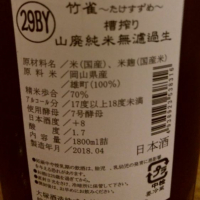 29BY
竹雀〜たけすずめ〜
槽搾り
山廃純米無濾過生
原材料/米(国産)、米麹(国産米)
原料米/岡山県産
雄町(100%)
精米歩合/70%
アルコール分/17度以上18度未満
使用酵母/7号酵母
日本酒度/+8
酸度/1.7
内容量/1800ml詰
製造年月/2018.04
日本酒